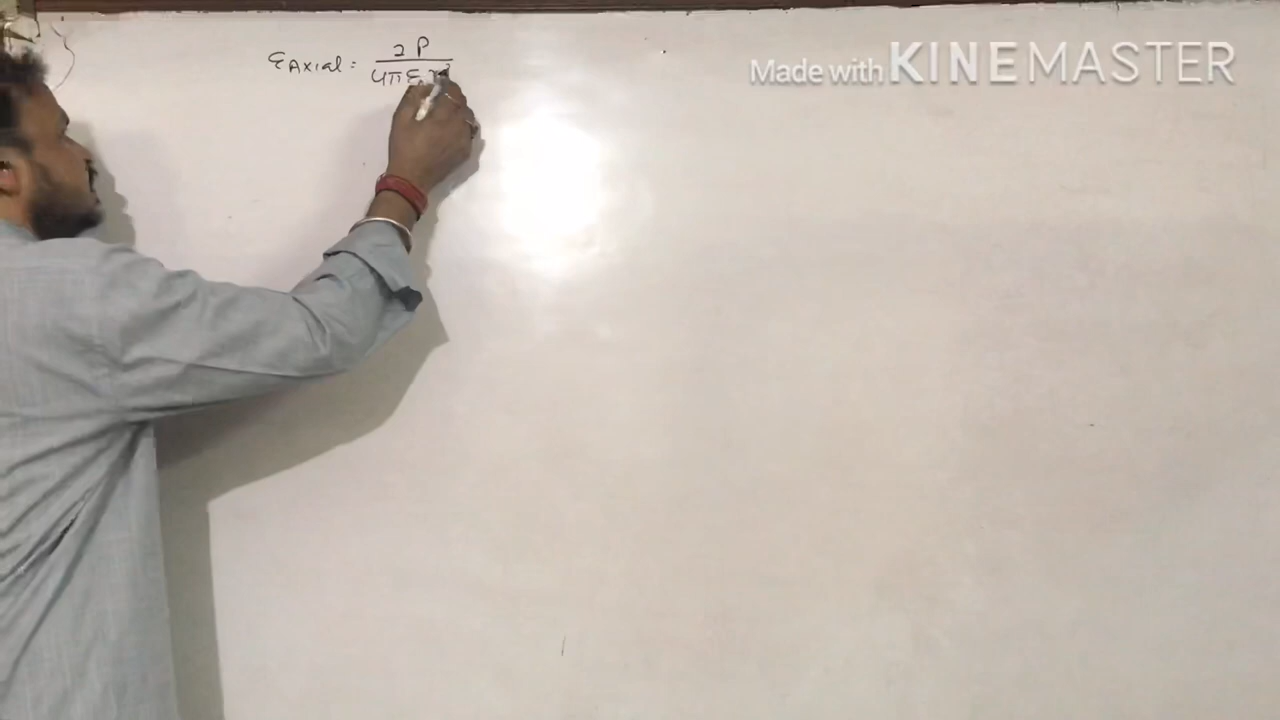 Made with KINEMASTER
E Axial = 2P / 4πε₀r³